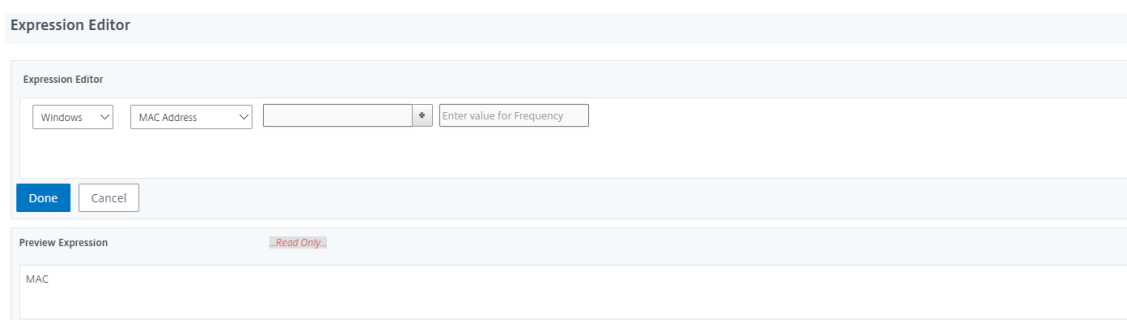 Expression Editor
Expression Editor
Windows MAC Address + Enter value for Frequency
Done Cancel
Preview Expression ...Read Only...
MAC